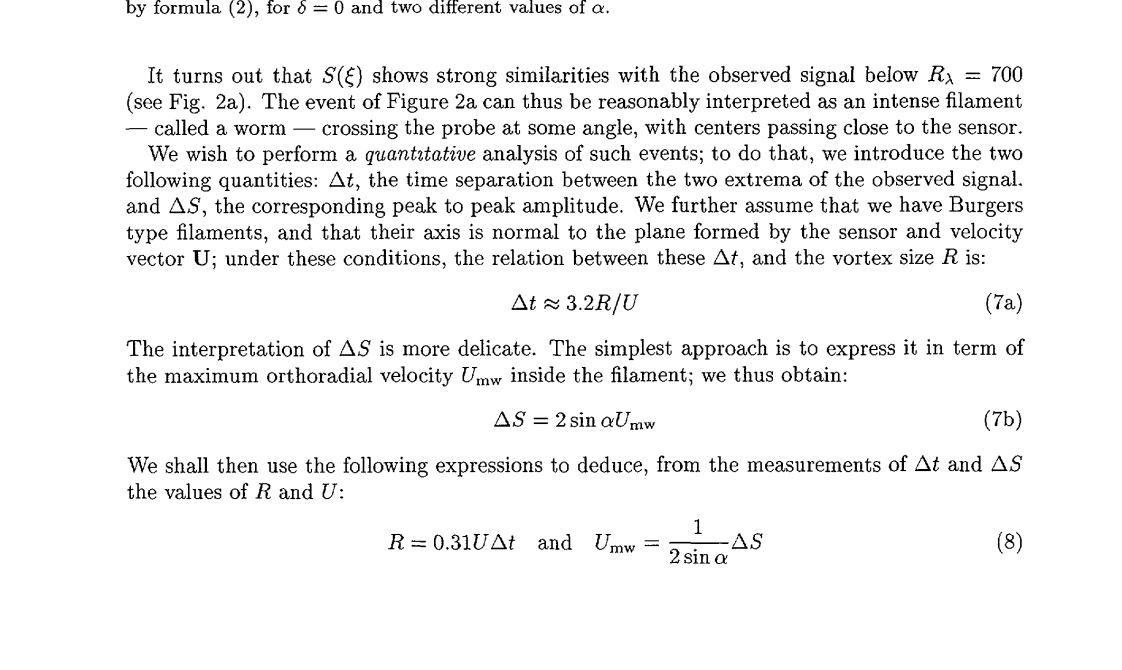 by formula (2), for δ = 0 and two different values of α.
It turns out that S(ξ) shows strong similarities with the observed signal below Rλ = 700
(see Fig. 2a). The event of Figure 2a can thus be reasonably interpreted as an intense filament
— called a worm — crossing the probe at some angle, with centers passing close to the sensor.
We wish to perform a quantitative analysis of such events; to do that, we introduce the two
following quantities: Δt, the time separation between the two extrema of the observed signal.
and ΔS, the corresponding peak to peak amplitude. We further assume that we have Burgers
type filaments, and that their axis is normal to the plane formed by the sensor and velocity
vector U; under these conditions, the relation between these Δt, and the vortex size R is:
Δt ≈ 3.2R/U (7a)
The interpretation of ΔS is more delicate. The simplest approach is to express it in term of
the maximum orthoradial velocity Umw inside the filament; we thus obtain:
ΔS = 2 sin αUmw (7b)
We shall then use the following expressions to deduce, from the measurements of Δt and ΔS
the values of R and U:
R = 0.31UΔt and Umw = 1/(2 sin α) ΔS (8)